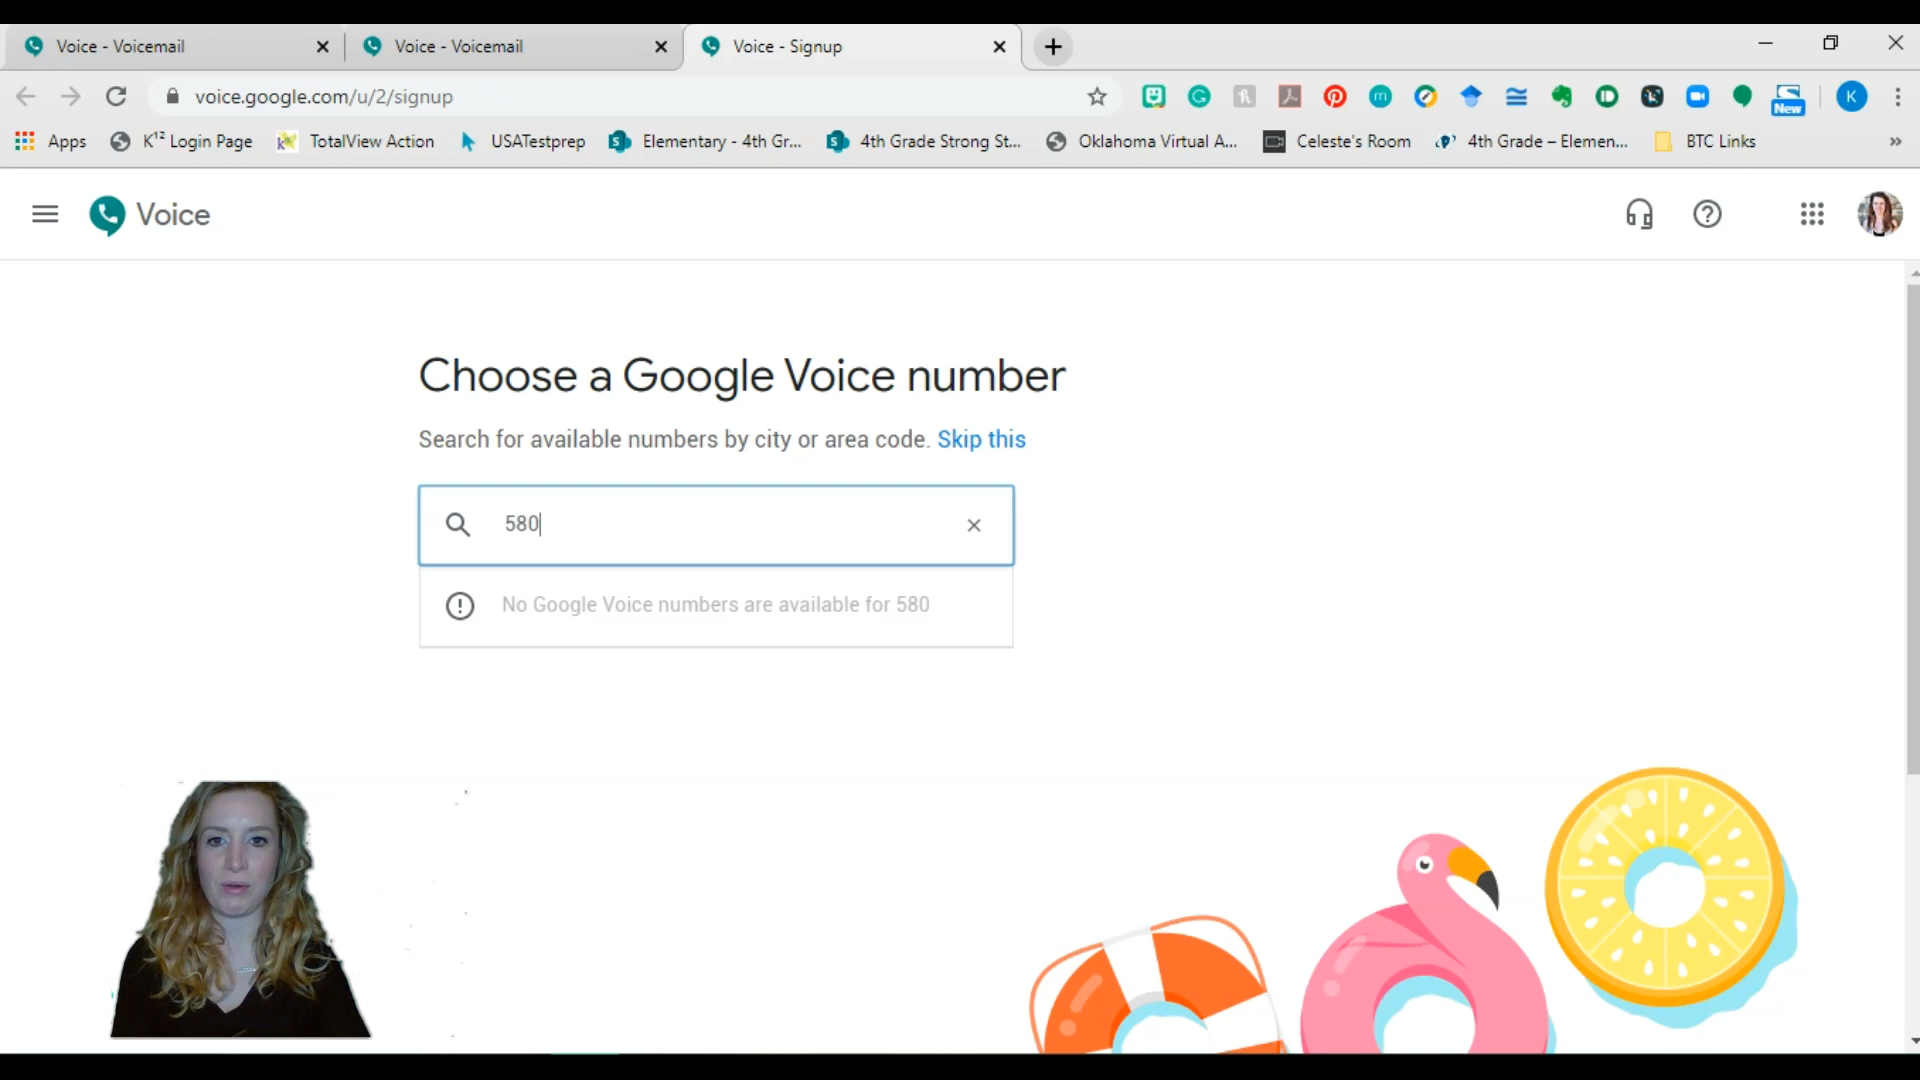 Voice - Voicemail
Voice - Voicemail
Voice - Signup
voice.google.com/u/2/signup
New
K
Apps
K¹² Login Page
TotalView Action
USATestprep
Elementary - 4th Gr...
4th Grade Strong St...
Oklahoma Virtual A...
Celeste's Room
4th Grade – Elemen...
BTC Links
Voice
Choose a Google Voice number
Search for available numbers by city or area code. Skip this
580
No Google Voice numbers are available for 580